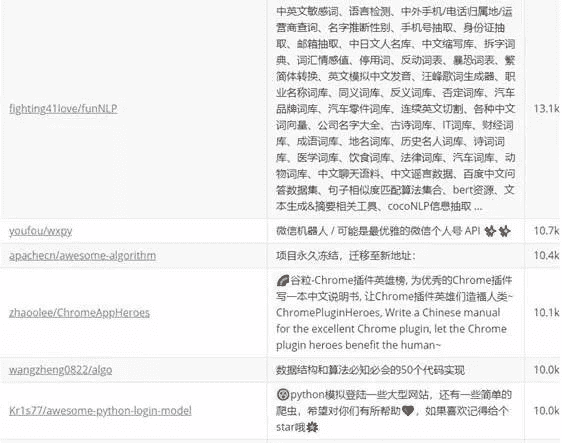 中英文敏感词、语言检测、中外手机/电话归属地/运
营商查询、名字推断性别、手机号抽取、身份证抽
取、邮箱抽取、中日文人名库、中文缩写库、拆字词
典、词汇情感值、停用词、反动词表、暴恐词表、繁
简体转换、英文模拟中文发音、汪峰歌词生成器、职
业名称词库、同义词库、反义词库、否定词库、汽车
品牌词库、汽车零件词库、连续英文切割、各种中文
词向量、公司名字大全、古诗词库、IT词库、财经词
库、成语词库、地名词库、历史名人词库、诗词词
库、医学词库、饮食词库、法律词库、汽车词库、动
物词库、中文聊天语料、中文谣言数据、百度中文问
答数据集、句子相似度匹配算法集合、bert资源、文
本生成&摘要相关工具、cocoNLP信息抽取 ...
fighting41love/funNLP
13.1k
youfou/wxpy
微信机器人 / 可能是最优雅的微信个人号 API
10.7k
apachecn/awesome-algorithm
项目永久冻结，迁移至新地址：
10.4k
zhaoolee/ChromeAppHeroes
谷粒-Chrome插件英雄榜, 为优秀的Chrome插件
写一本中文说明书, 让Chrome插件英雄们造福人类~
ChromePluginHeroes, Write a Chinese manual
for the excellent Chrome plugin, let the Chrome
plugin heroes benefit the human~
10.1k
wangzheng0822/algo
数据结构和算法必知必会的50个代码实现
10.0k
Kr1s77/awesome-python-login-model
python模拟登陆一些大型网站，还有一些简单的
爬虫，希望对你们有所帮助，如果喜欢记得给个
star哦
10.0k